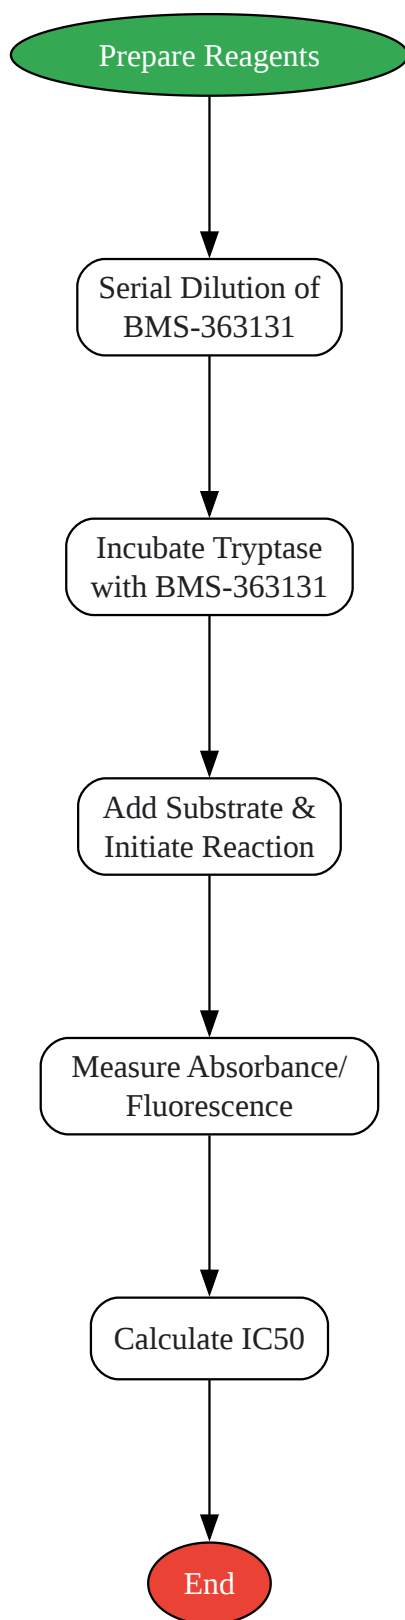 Prepare Reagents
Serial Dilution of
BMS-363131
Incubate Tryptase
with BMS-363131
Add Substrate &
Initiate Reaction
Measure Absorbance/
Fluorescence
Calculate IC50
End